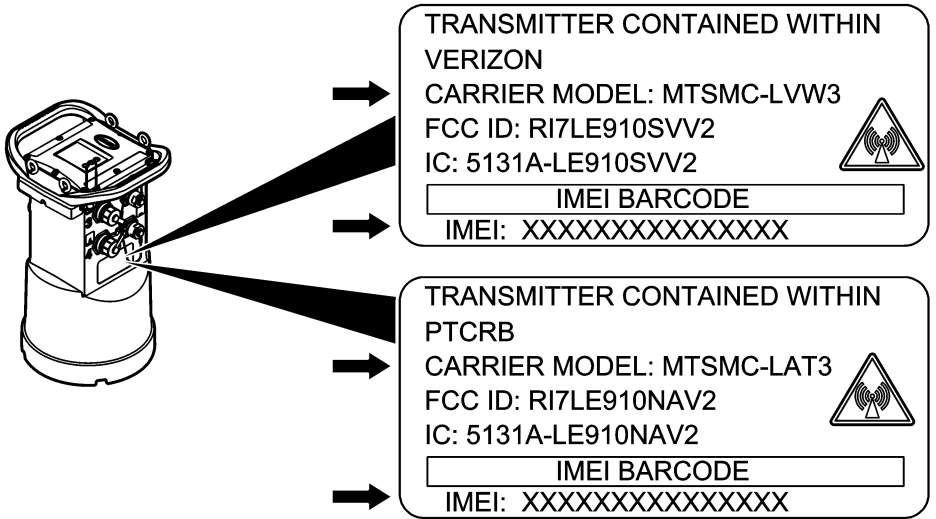 TRANSMITTER CONTAINED WITHIN
VERIZON
CARRIER MODEL: MTSMC-LVW3
FCC ID: RI7LE910SVV2
IC: 5131A-LE910SVV2
IMEI BARCODE
IMEI: XXXXXXXXXXXXXXX
TRANSMITTER CONTAINED WITHIN
PTCRB
CARRIER MODEL: MTSMC-LAT3
FCC ID: RI7LE910NAV2
IC: 5131A-LE910NAV2
IMEI BARCODE
IMEI: XXXXXXXXXXXXXXX